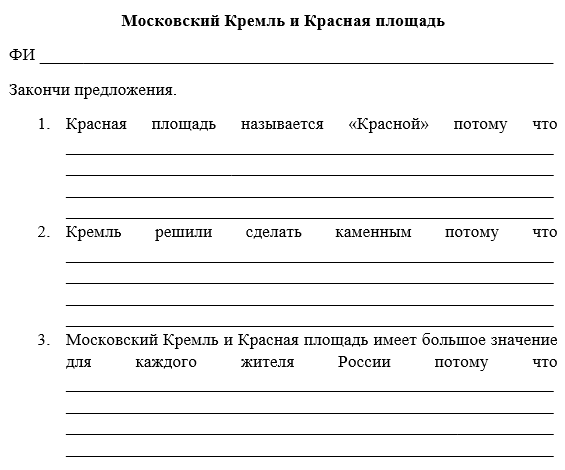 Московский Кремль и Красная площадь
ФИ
Закончи предложения.
1. Красная площадь называется «Красной» потому что
2. Кремль решили сделать каменным потому что
3. Московский Кремль и Красная площадь имеет большое значение
для каждого жителя России потому что